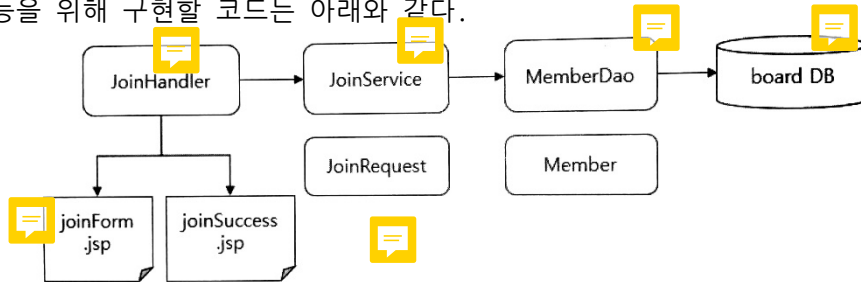 능을 위해 구현할 코드는 아래와 같다.
JoinHandler
JoinService
MemberDao
board DB
JoinRequest
Member
joinForm
.jsp
joinSuccess
.jsp